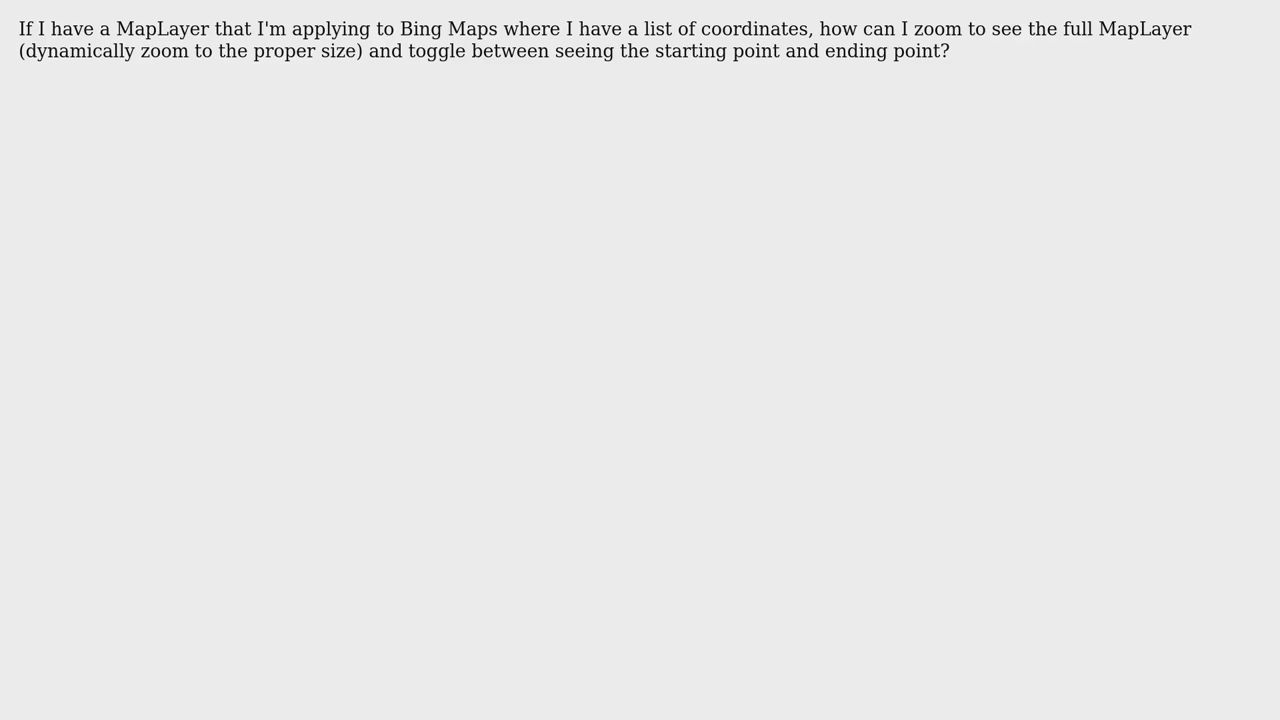 If I have a MapLayer that I'm applying to Bing Maps where I have a list of coordinates, how can I zoom to see the full MapLayer
(dynamically zoom to the proper size) and toggle between seeing the starting point and ending point?